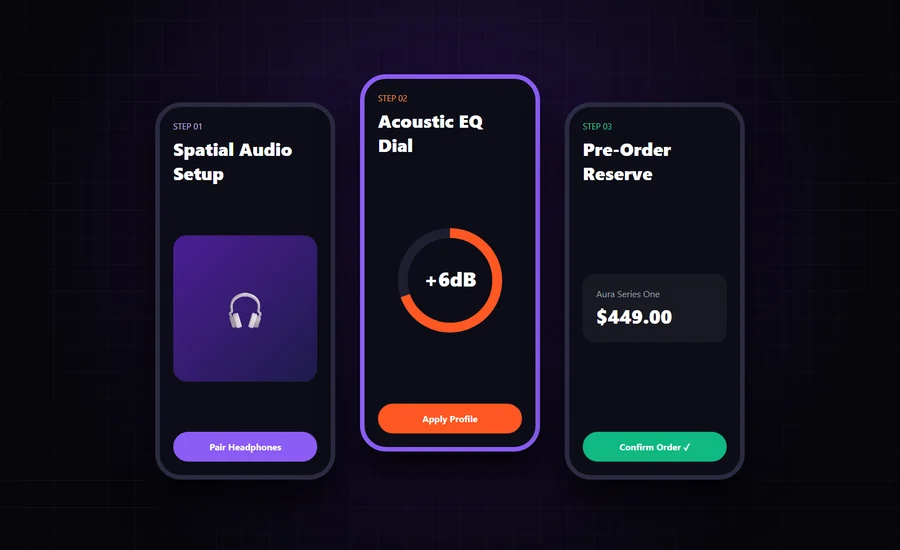 STEP 01
Spatial Audio
Setup
Pair Headphones
STEP 02
Acoustic EQ
Dial
+6dB
Apply Profile
STEP 03
Pre-Order
Reserve
Aura Series One
$449.00
Confirm Order ✓